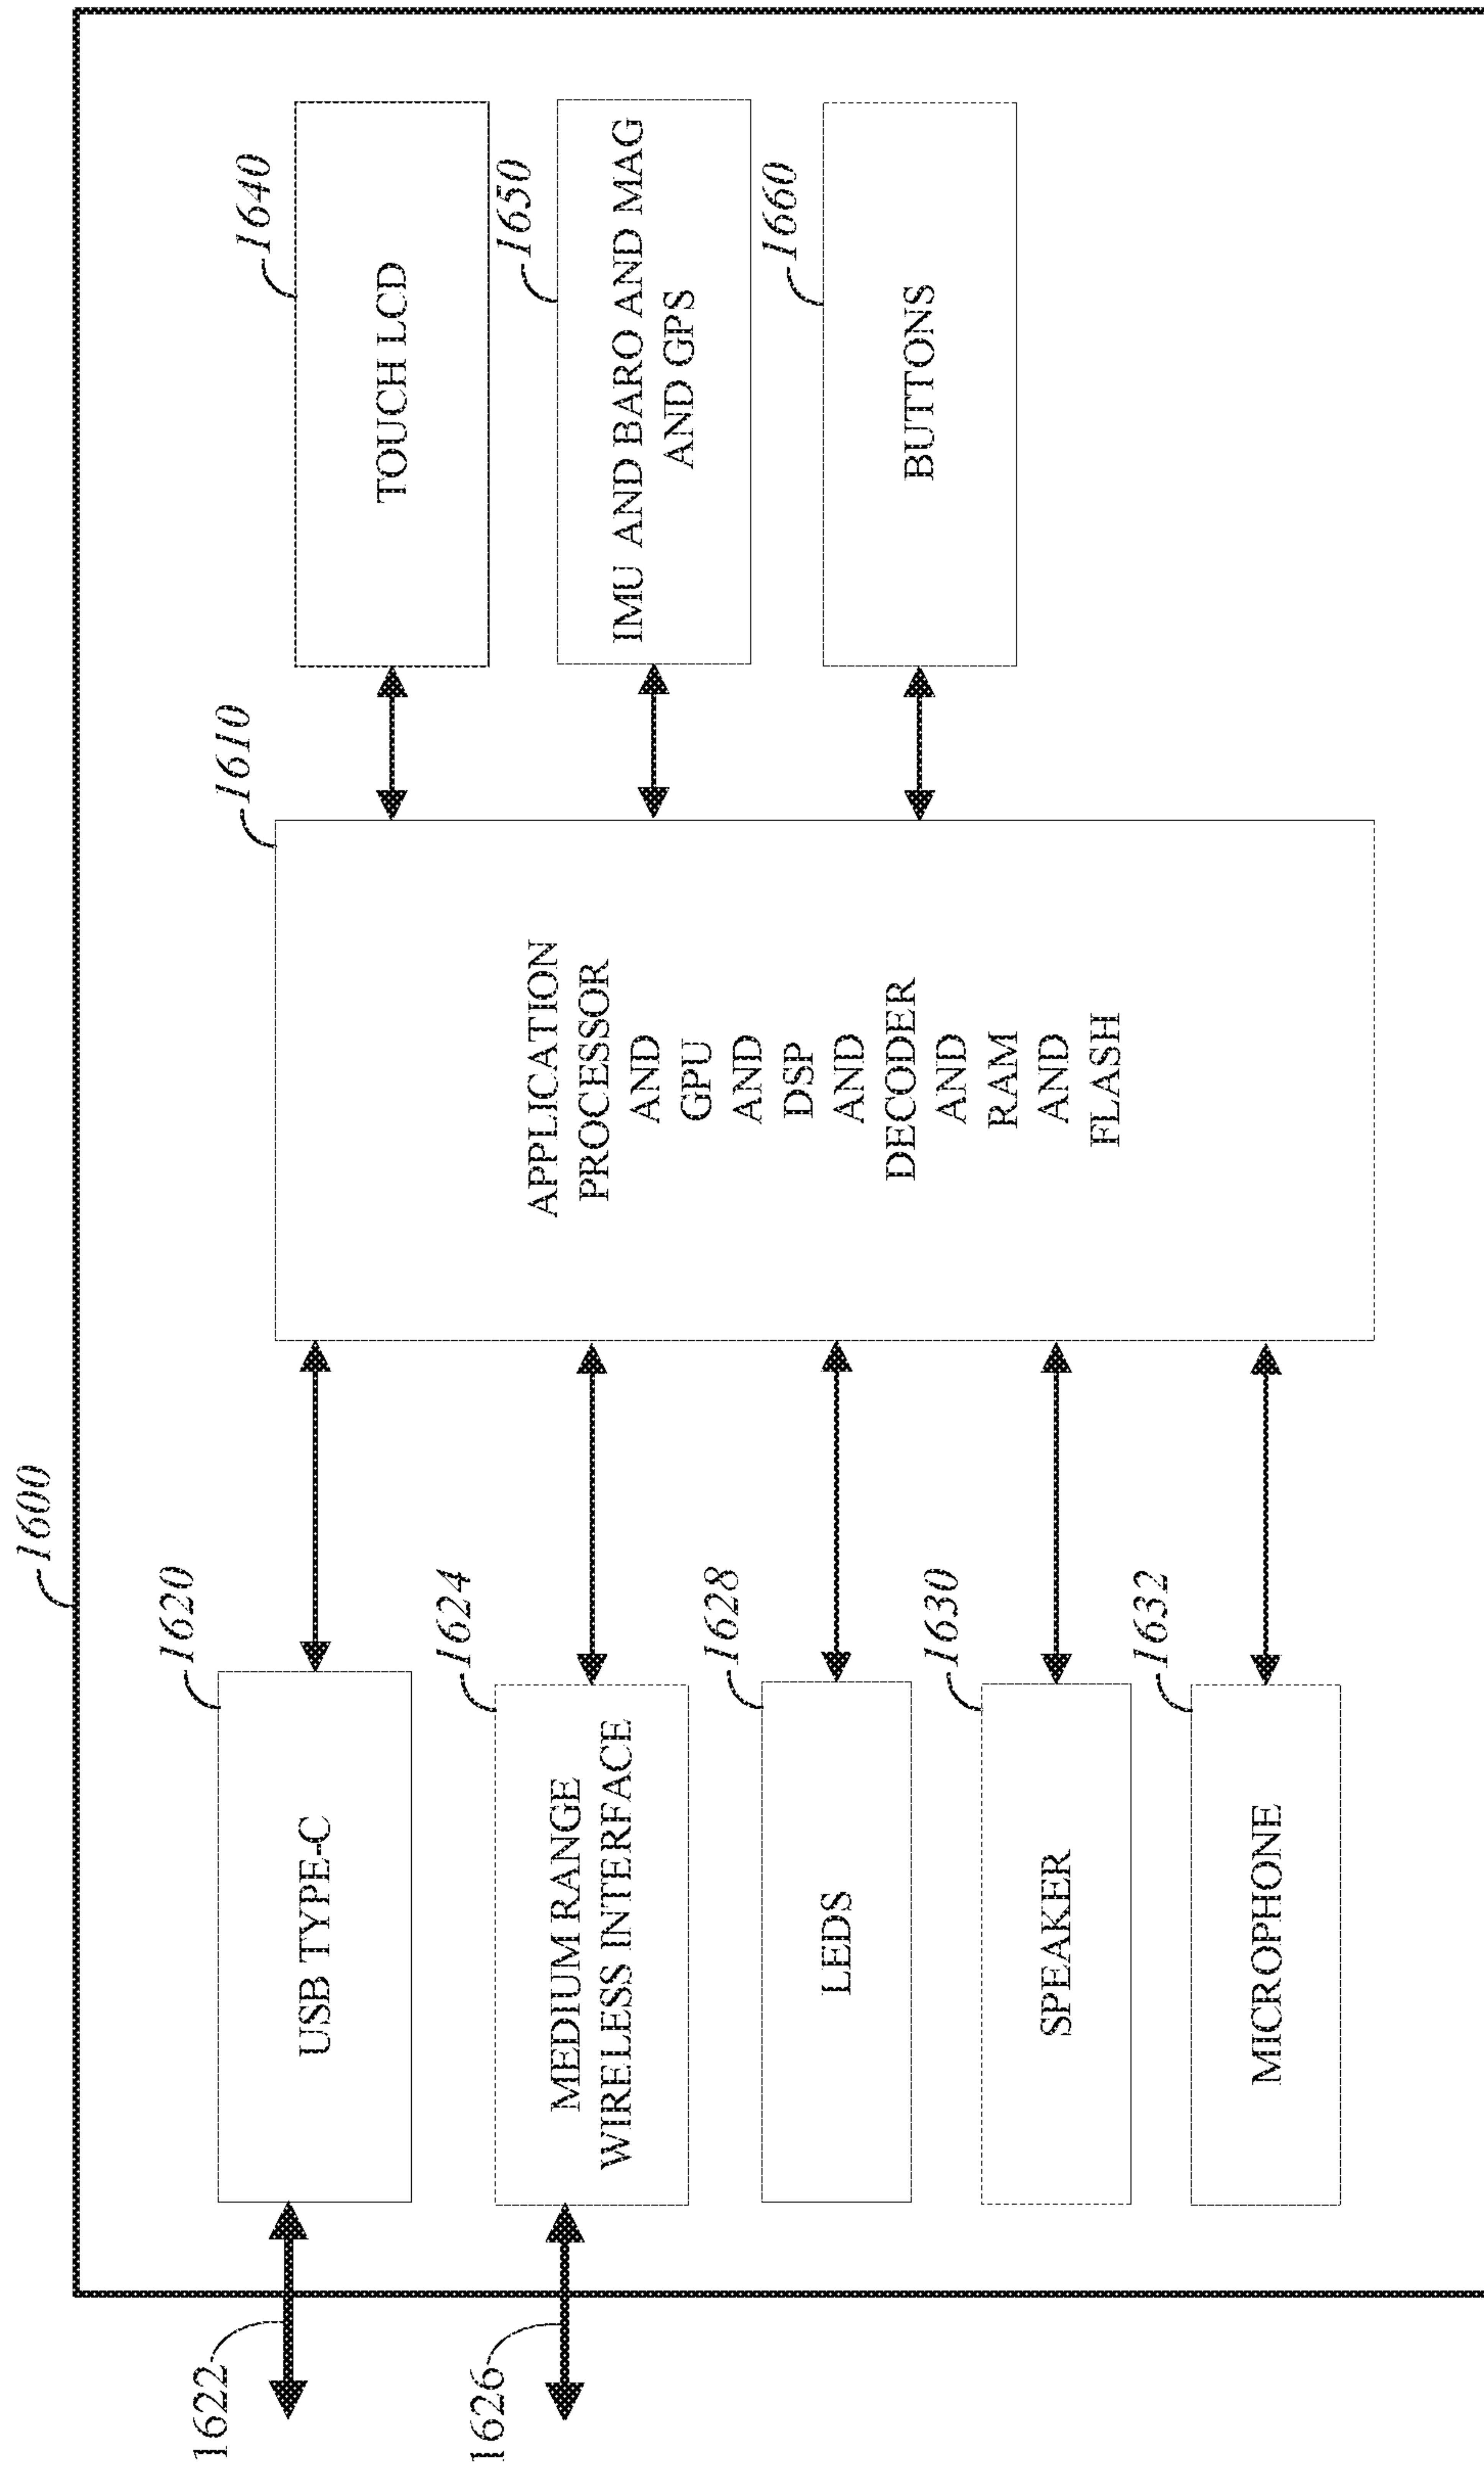 1600
1610
APPLICATION
PROCESSOR
AND
GPU
AND
DSP
AND
DECODER
AND
RAM
AND
FLASH
1620
USB TYPE-C
1622
1624
MEDIUM RANGE
WIRELESS INTERFACE
1626
1628
LEDS
1630
SPEAKER
1632
MICROPHONE
1640
TOUCH LCD
1650
IMU AND BARO AND MAG
AND GPS
1660
BUTTONS